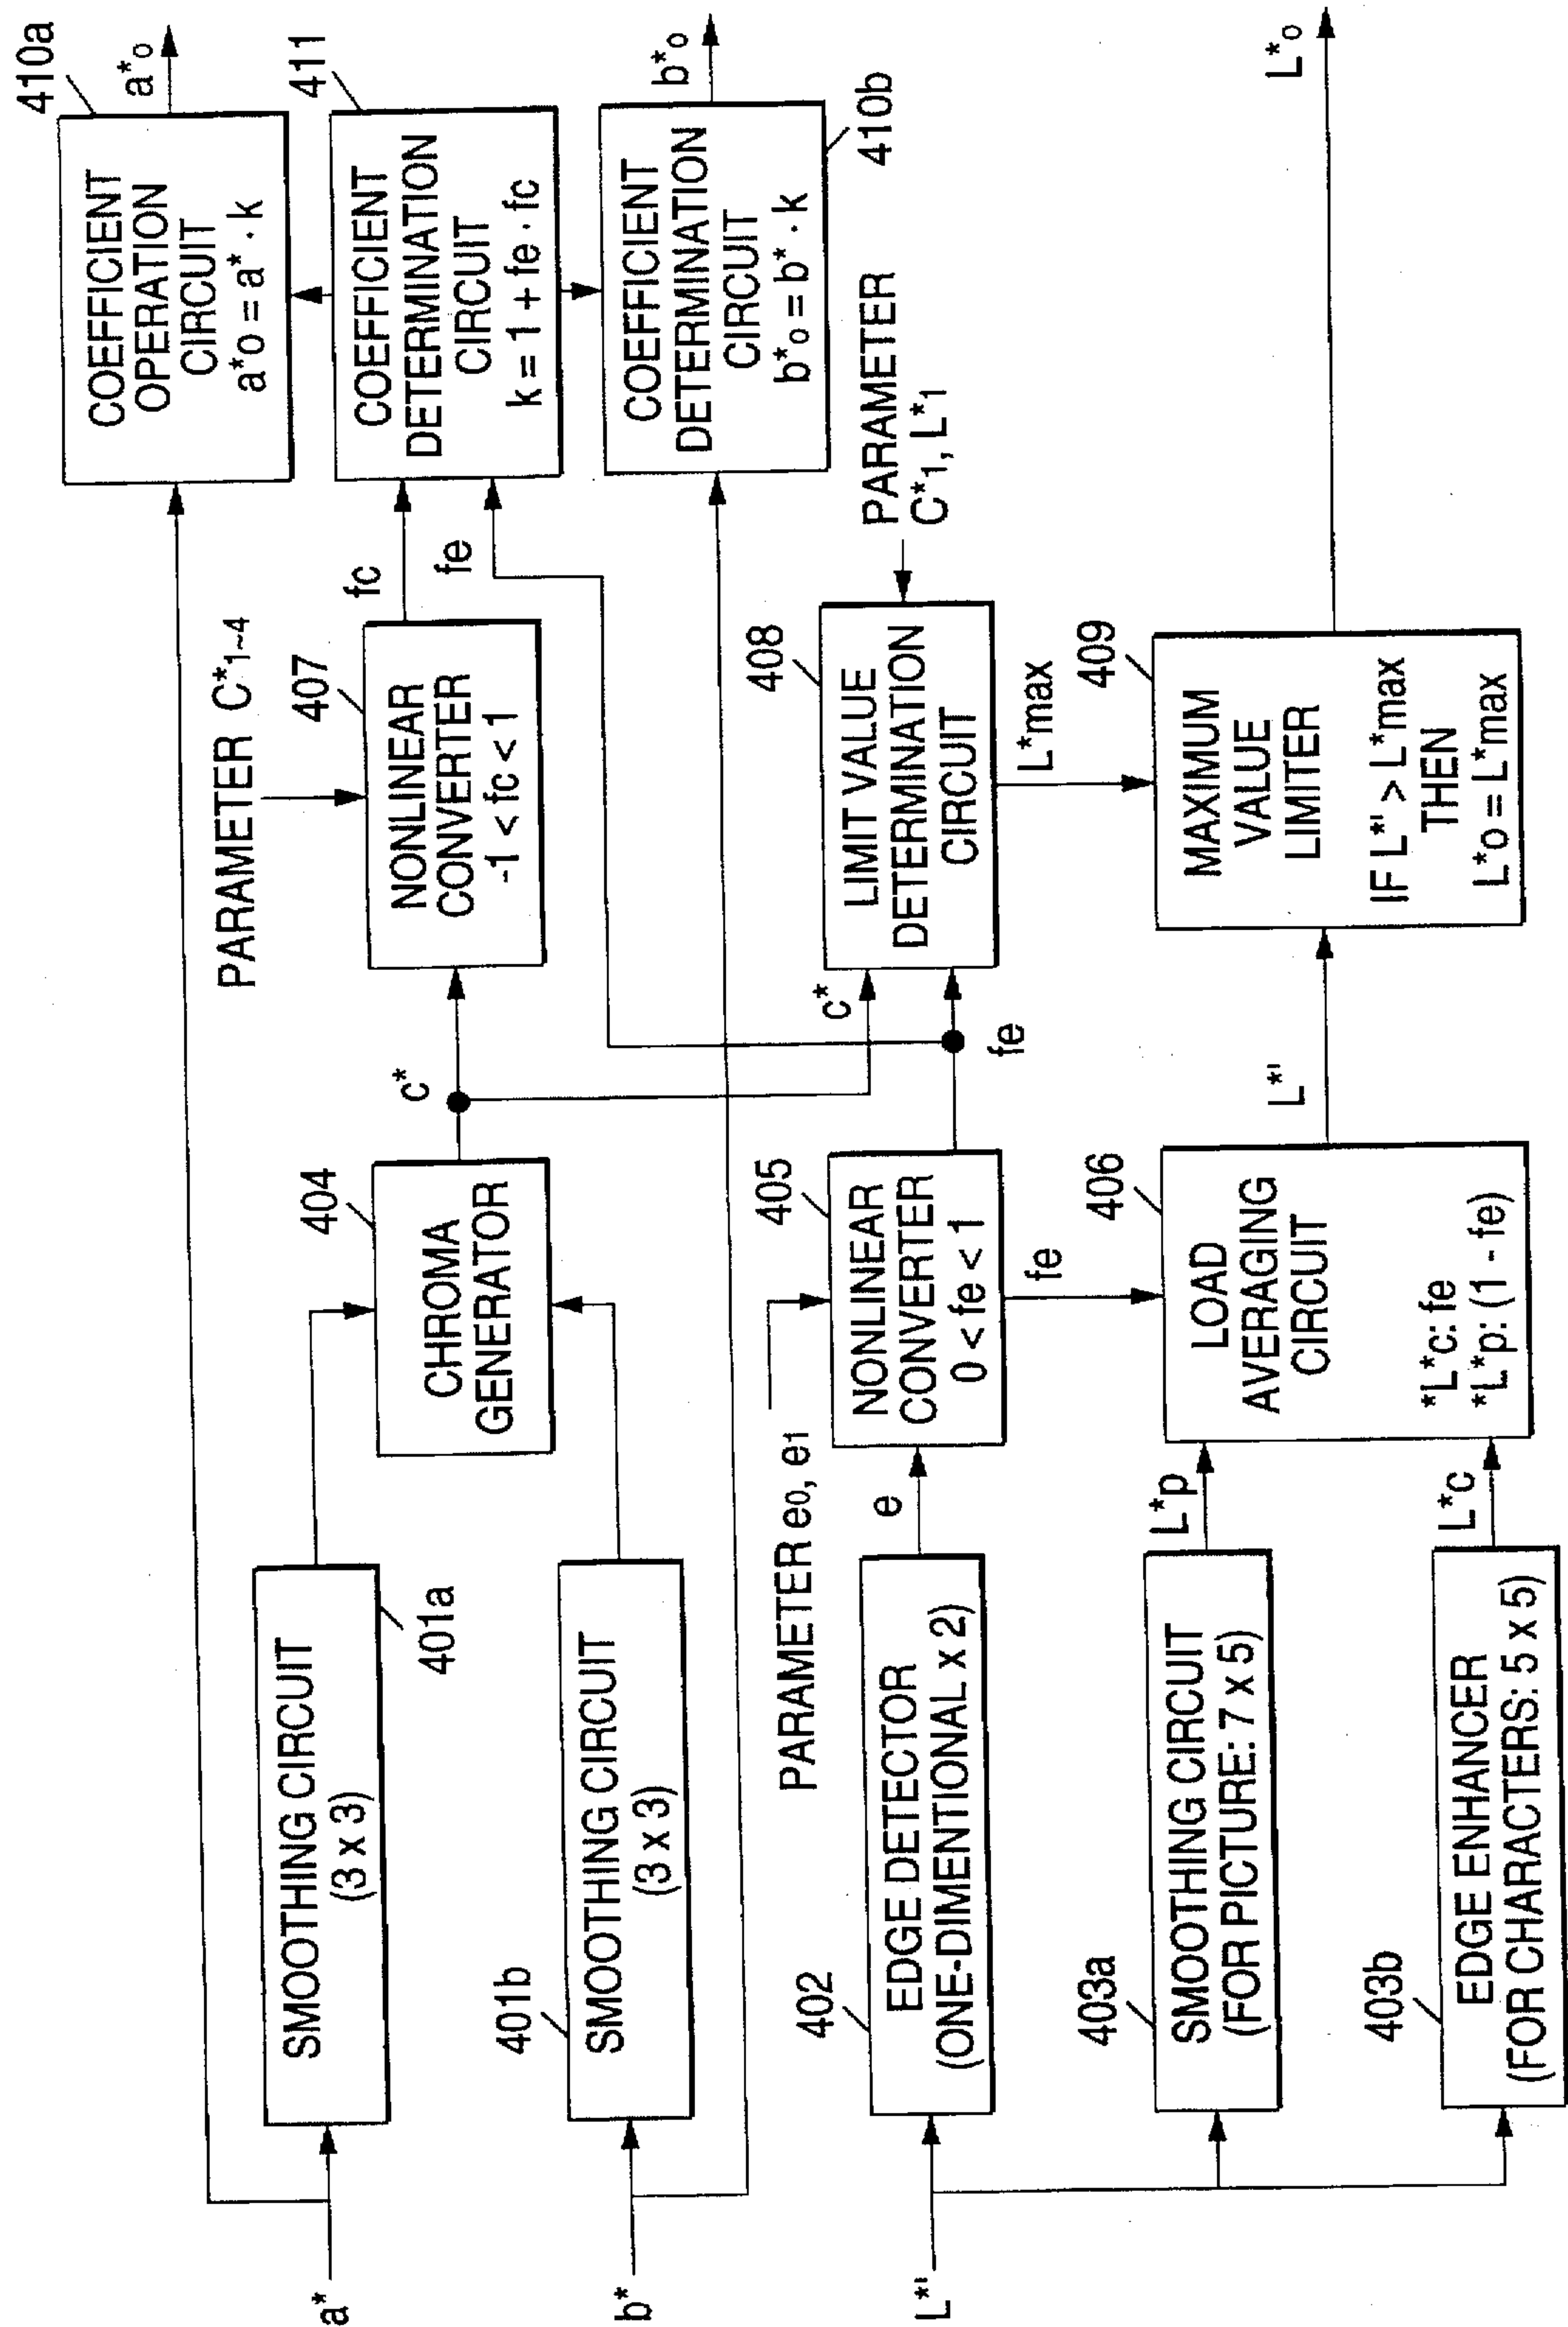 a*
SMOOTHING CIRCUIT
(3 x 3)
401a
b*
401b
SMOOTHING CIRCUIT
(3 x 3)
L*'
402
EDGE DETECTOR
(ONE-DIMENTIONAL x 2)
403a
SMOOTHING CIRCUIT
(FOR PICTURE: 7 x 5)
403b
EDGE ENHANCER
(FOR CHARACTERS: 5 x 5)
404
CHROMA
GENERATOR
c*
PARAMETER e0, e1
e
405
NONLINEAR
CONVERTER
0 < fe < 1
fe
fe
L*p
L*c
406
LOAD
AVERAGING
CIRCUIT
*L*c: fe
*L*p: (1 - fe)
L*'
PARAMETER C*1~4
407
NONLINEAR
CONVERTER
-1 < fc < 1
fc
fe
c*
408
LIMIT VALUE
DETERMINATION
CIRCUIT
PARAMETER
C*1, L*1
L*max
409
MAXIMUM
VALUE
LIMITER
IF L*' > L*max
THEN
L*o = L*max
L*o
410a
COEFFICIENT
OPERATION
CIRCUIT
a*o = a* · k
a*o
411
COEFFICIENT
DETERMINATION
CIRCUIT
k = 1 + fe · fc
COEFFICIENT
DETERMINATION
CIRCUIT
b*o = b* · k
b*o
410b